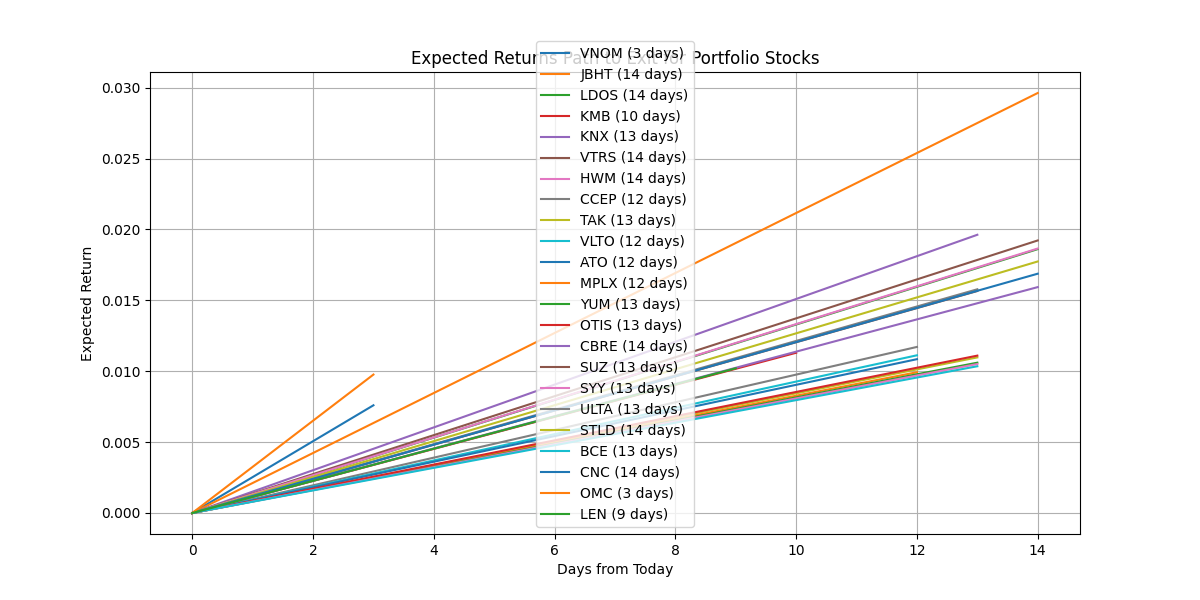 Expected Returns Path to Exit for Portfolio Stocks
VNOM (3 days)
JBHT (14 days)
LDOS (14 days)
KMB (10 days)
KNX (13 days)
VTRS (14 days)
HWM (14 days)
CCEP (12 days)
TAK (13 days)
VLTO (12 days)
ATO (12 days)
MPLX (12 days)
YUM (13 days)
OTIS (13 days)
CBRE (14 days)
SUZ (13 days)
SYY (13 days)
ULTA (13 days)
STLD (14 days)
BCE (13 days)
CNC (14 days)
OMC (3 days)
LEN (9 days)
Expected Return
0.030
0.025
0.020
0.015
0.010
0.005
0.000
0 2 4 6 8 10 12 14
Days from Today